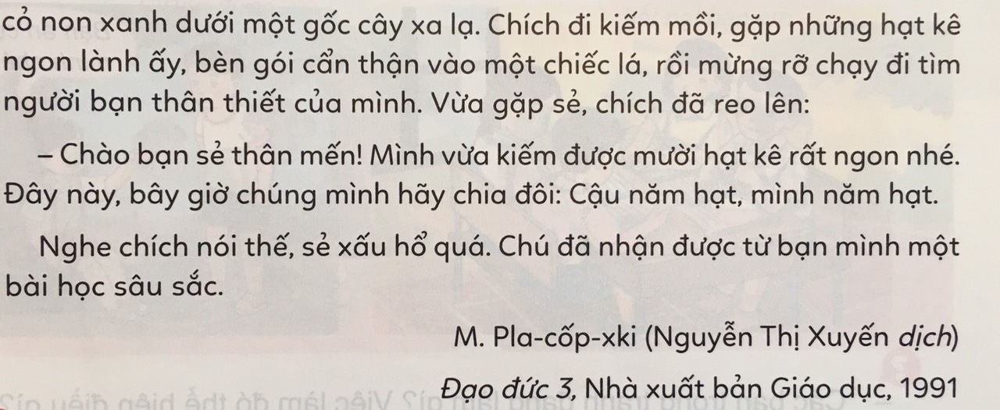 cỏ non xanh dưới một gốc cây xa lạ. Chích đi kiếm mồi, gặp những hạt kê
ngon lành ấy, bèn gói cẩn thận vào một chiếc lá, rồi mừng rỡ chạy đi tìm
người bạn thân thiết của mình. Vừa gặp sẻ, chích đã reo lên:
– Chào bạn sẻ thân mến! Mình vừa kiếm được mười hạt kê rất ngon nhé.
Đây này, bây giờ chúng mình hãy chia đôi: Cậu năm hạt, mình năm hạt.
Nghe chích nói thế, sẻ xấu hổ quá. Chú đã nhận được từ bạn mình một
bài học sâu sắc.
M. Pla-cốp-xki (Nguyễn Thị Xuyến dịch)
Đạo đức 3, Nhà xuất bản Giáo dục, 1991